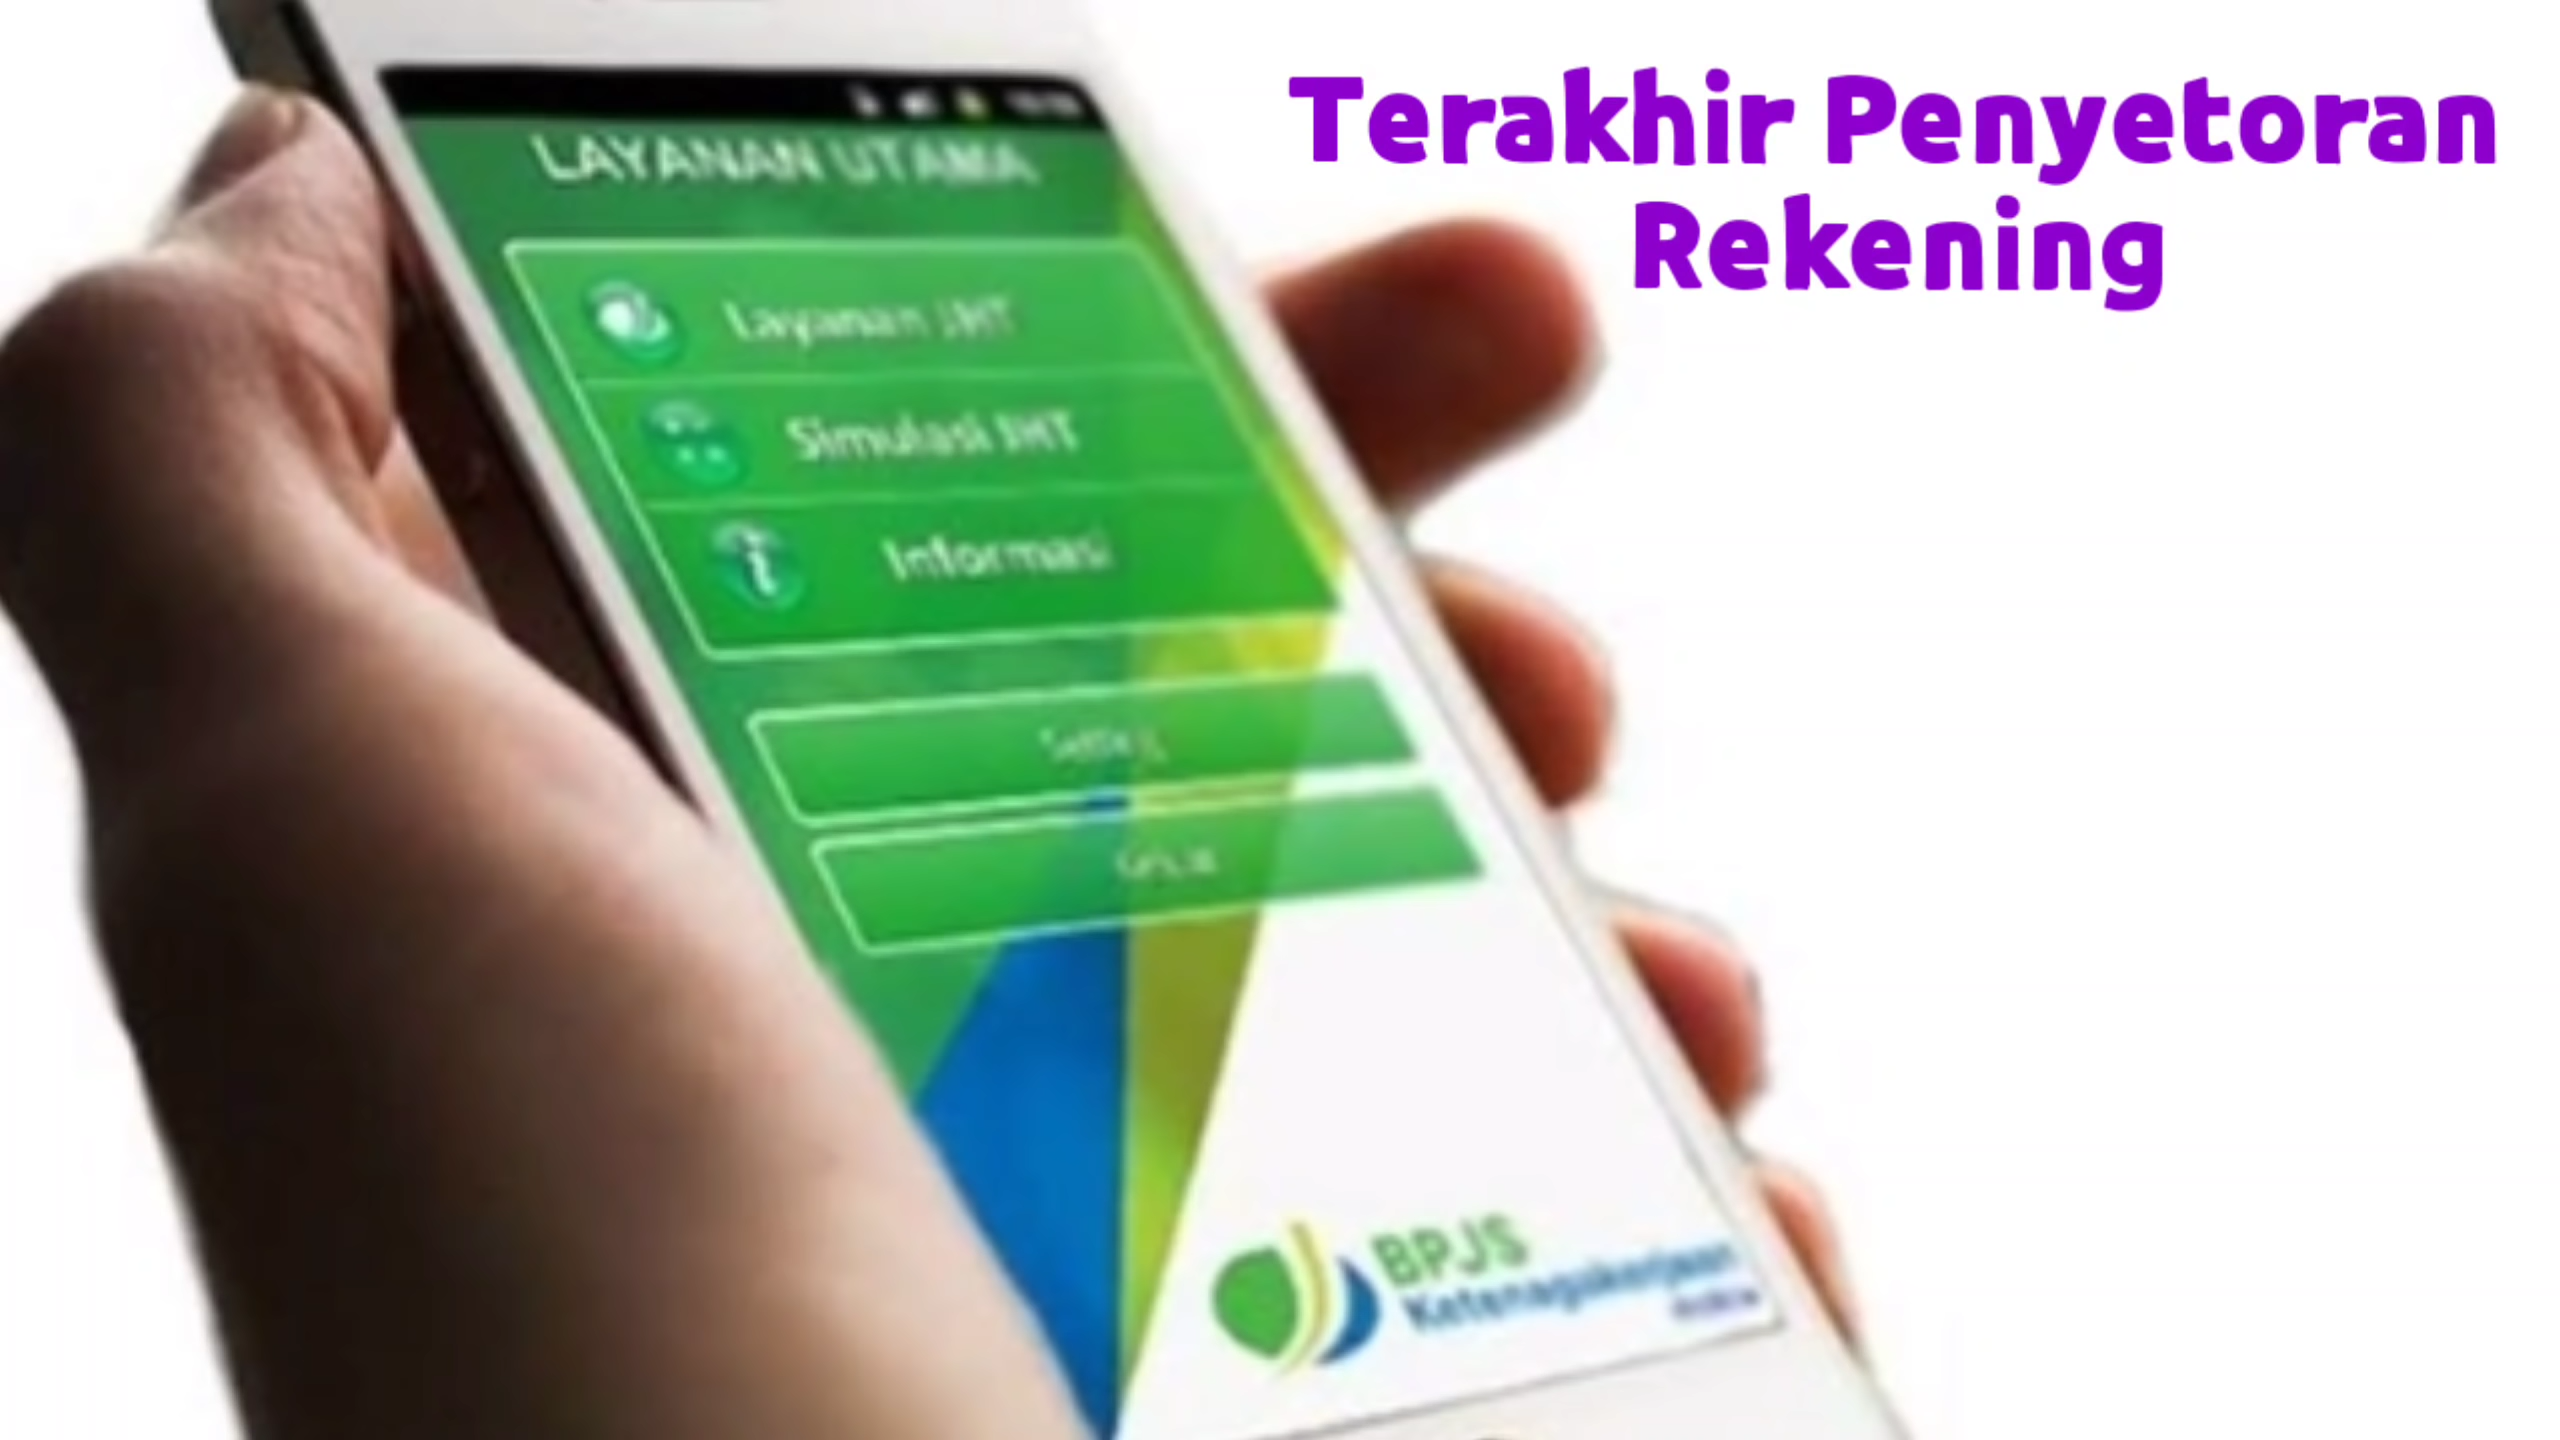 Terakhir Penyetoran
Rekening
LAYANAN UTAMA
Layanan JHT
Simulasi JHT
Informasi
BPJS
Ketenagakerjaan